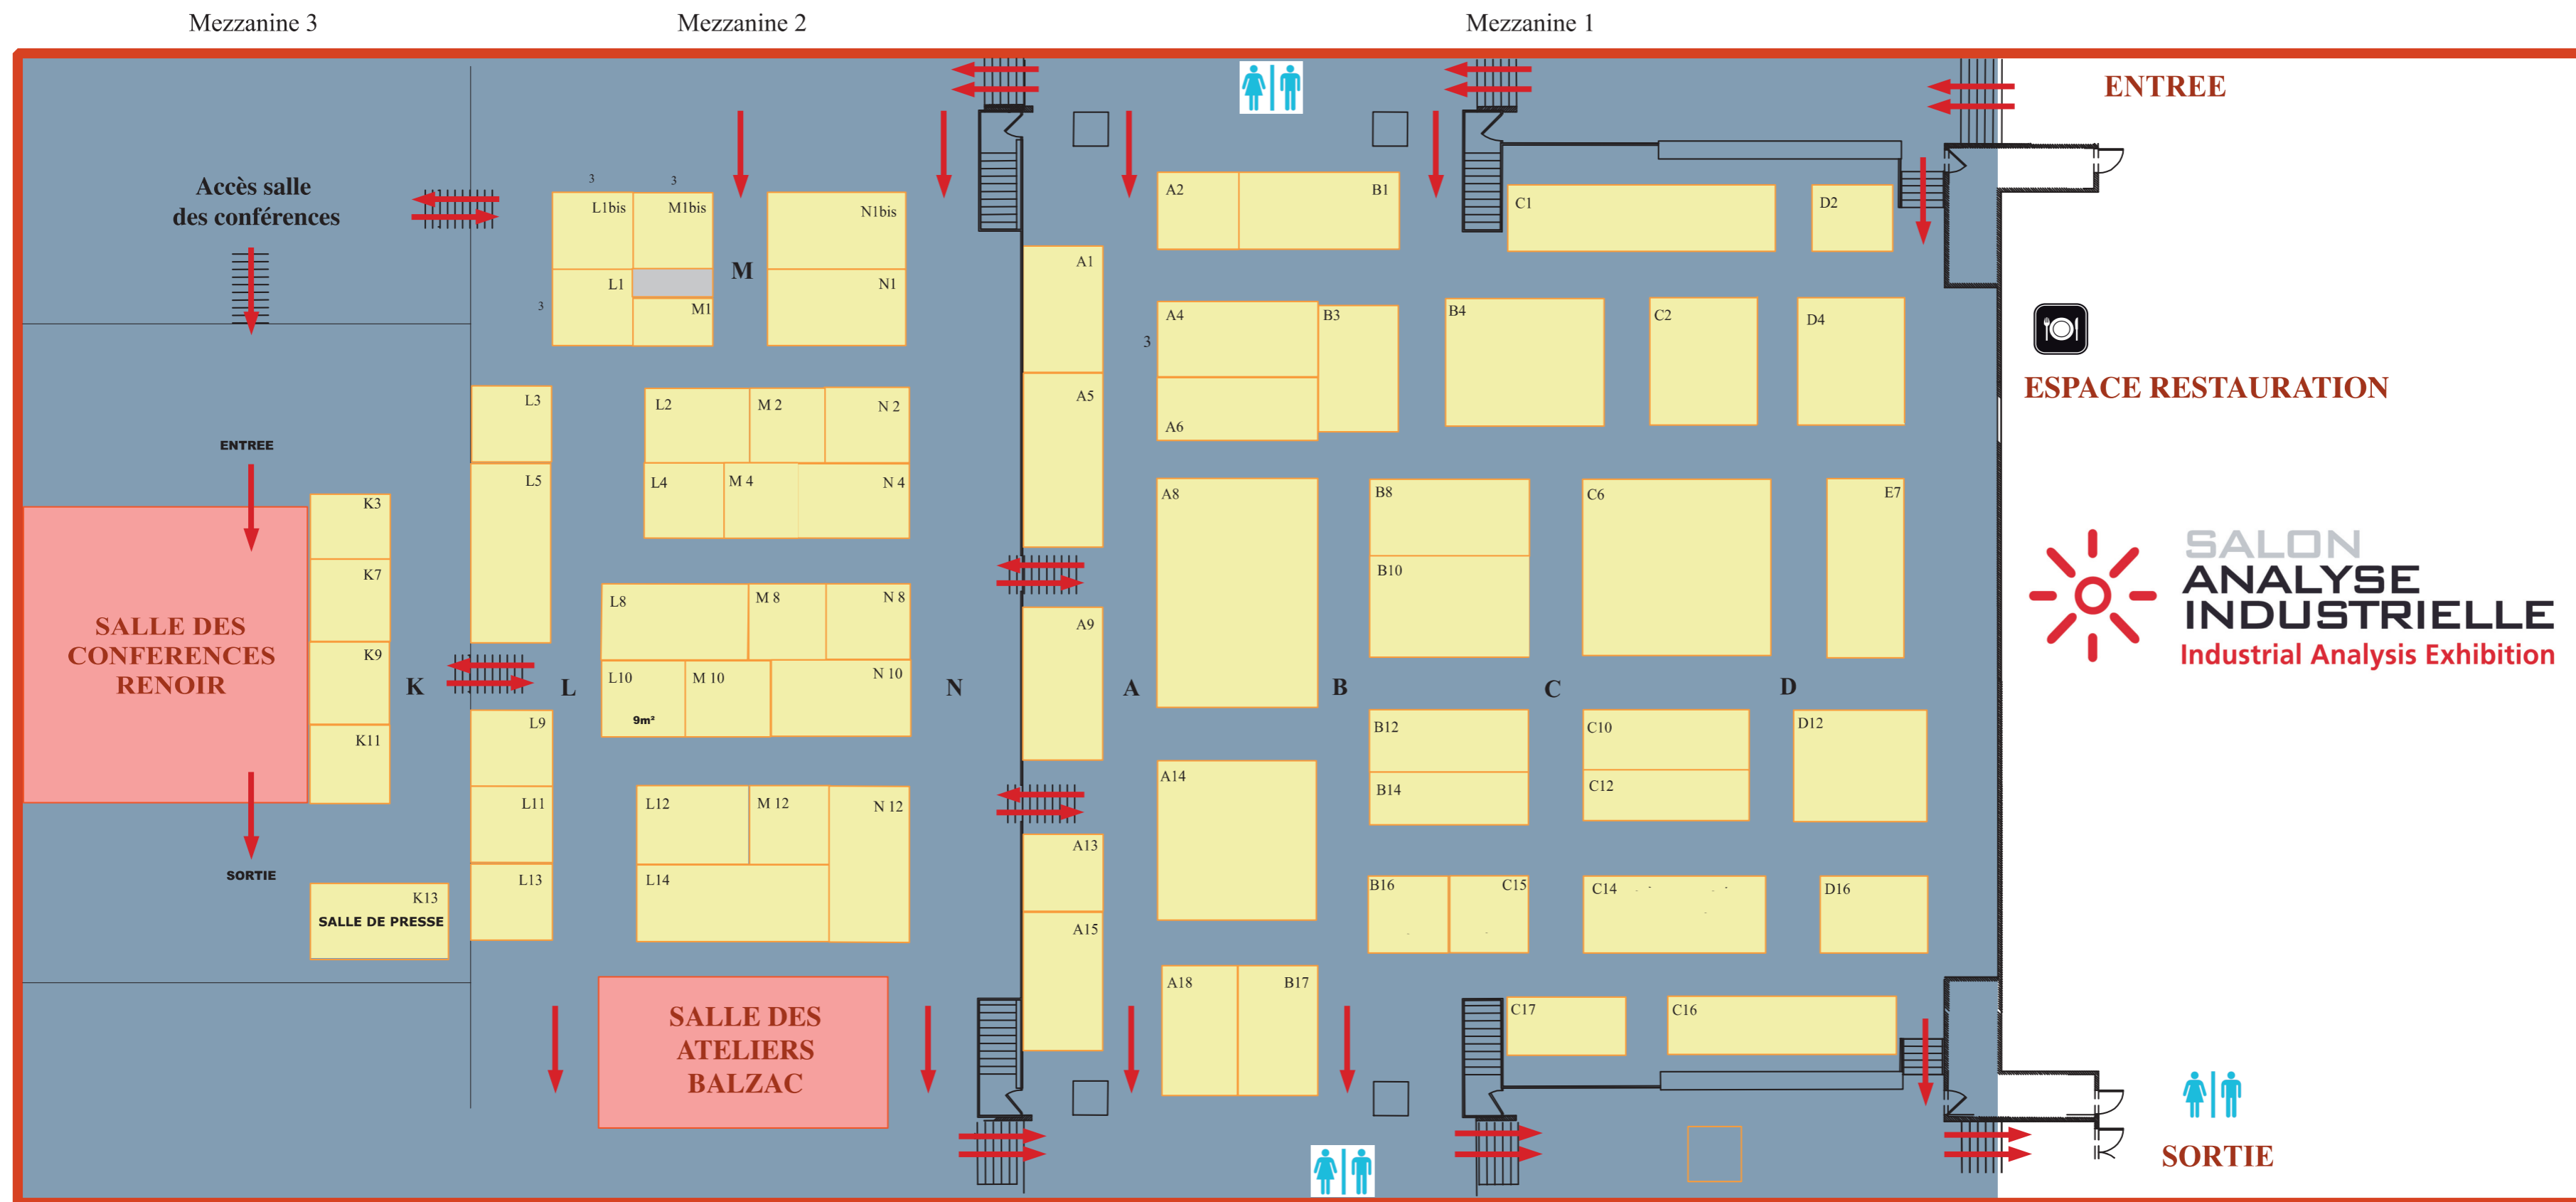 Mezzanine 3
Mezzanine 2
Mezzanine 1
ENTREE
Accès salle
des conférences
3
3
L1bis
M1bis
N1bis
A2
B1
C1
D2
M
L1
N1
A1
3
M1
A4
B3
B4
C2
D4
3
ESPACE RESTAURATION
L3
L2
M 2
N 2
A5
A6
ENTREE
L5
L4
M 4
N 4
A8
B8
C6
E7
K3
K7
B10
SALON
ANALYSE
INDUSTRIELLE
Industrial Analysis Exhibition
SALLE DES
CONFERENCES
RENOIR
L8
M 8
N 8
A9
K9
K
L
L10
M 10
N 10
N
A
B
C
D
9m²
K11
L9
B12
C10
D12
A14
B14
C12
L11
L12
M 12
N 12
A13
SORTIE
L13
L14
B16
C15
C14
D16
K13
SALLE DE PRESSE
A15
A18
B17
SALLE DES
ATELIERS
BALZAC
C17
C16
SORTIE